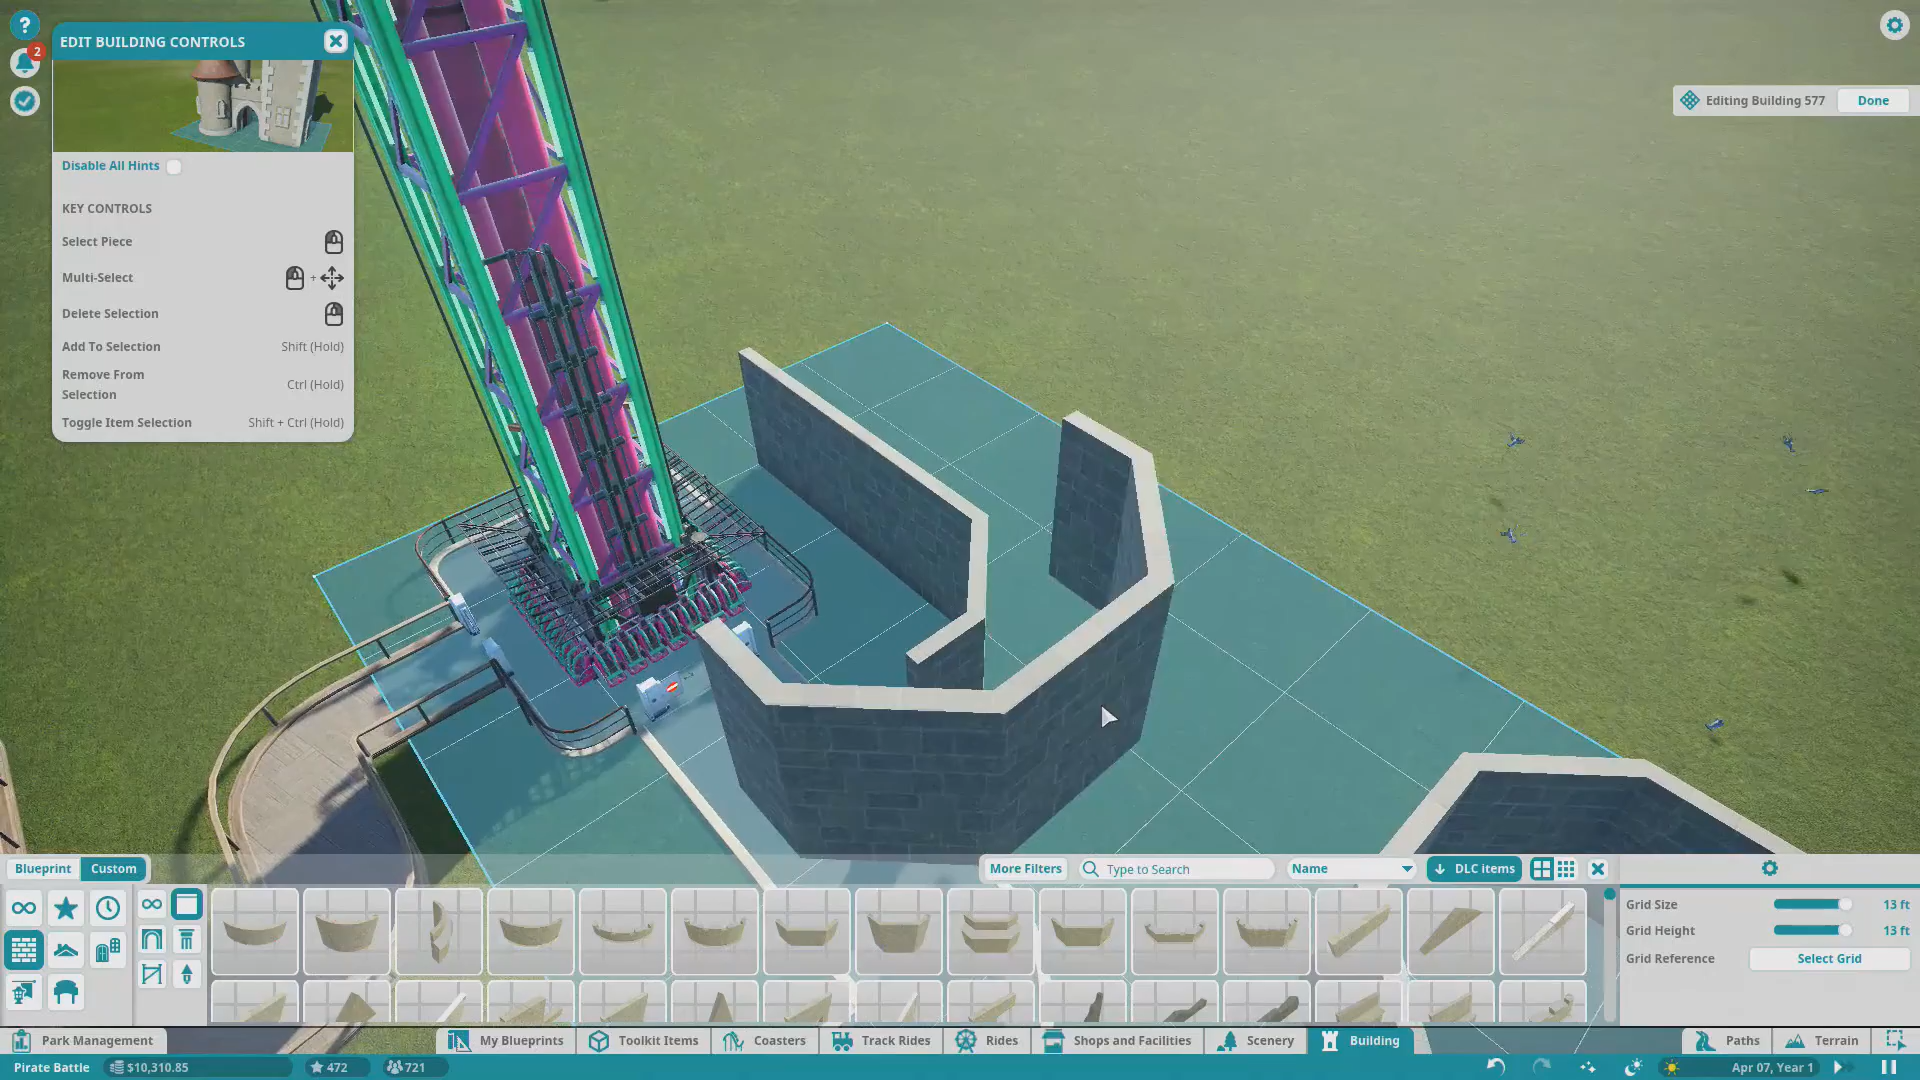 ?
2
EDIT BUILDING CONTROLS
Disable All Hints
KEY CONTROLS
Select Piece
Multi-Select +
Delete Selection
Add To Selection Shift (Hold)
Remove From Selection Ctrl (Hold)
Toggle Item Selection Shift + Ctrl (Hold)
Editing Building 577 Done
Blueprint Custom
More Filters Type to Search Name DLC items
Grid Size 13 ft
Grid Height 13 ft
Grid Reference Select Grid
Park Management My Blueprints Toolkit Items Coasters Track Rides Rides Shops and Facilities Scenery Building Paths Terrain
Pirate Battle $10,310.85 472 721 Apr 07, Year 1